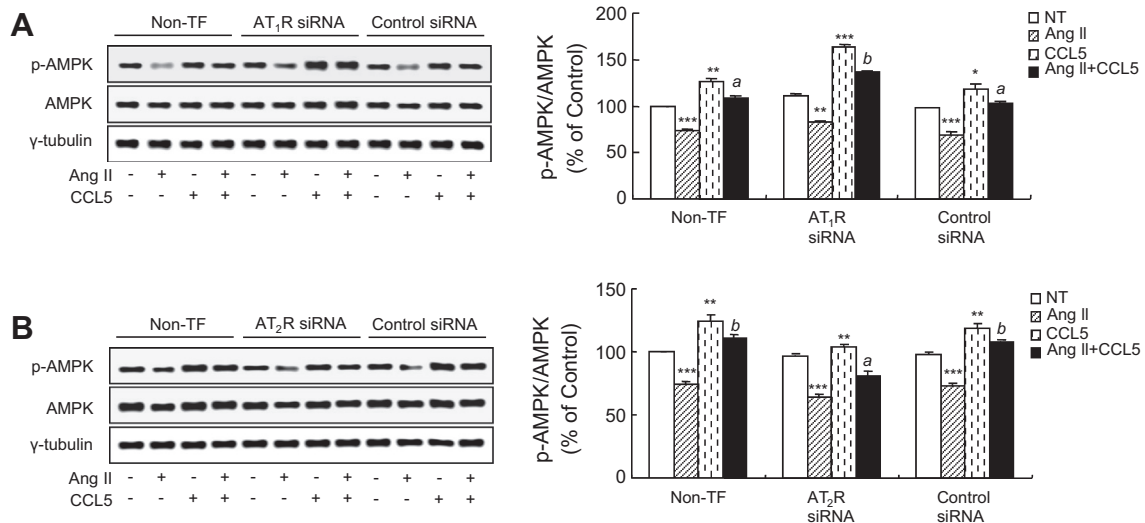 A
Non-TF AT₁R siRNA Control siRNA
p-AMPK
AMPK
γ-tubulin
Ang II - + - + - + - + - + - +
CCL5 - - + + - - + + - - + +
p-AMPK/AMPK
(% of Control)
200
150
100
50
0
*** ** a
** *** b
*** * a
Non-TF
AT₁R
siRNA
Control
siRNA
NT
Ang II
CCL5
Ang II+CCL5
B
Non-TF AT₂R siRNA Control siRNA
p-AMPK
AMPK
γ-tubulin
Ang II - + - + - + - + - + - +
CCL5 - - + + - - + + - - + +
p-AMPK/AMPK
(% of Control)
150
100
50
0
*** ** b
*** ** a
*** ** b
Non-TF
AT₂R
siRNA
Control
siRNA
NT
Ang II
CCL5
Ang II+CCL5